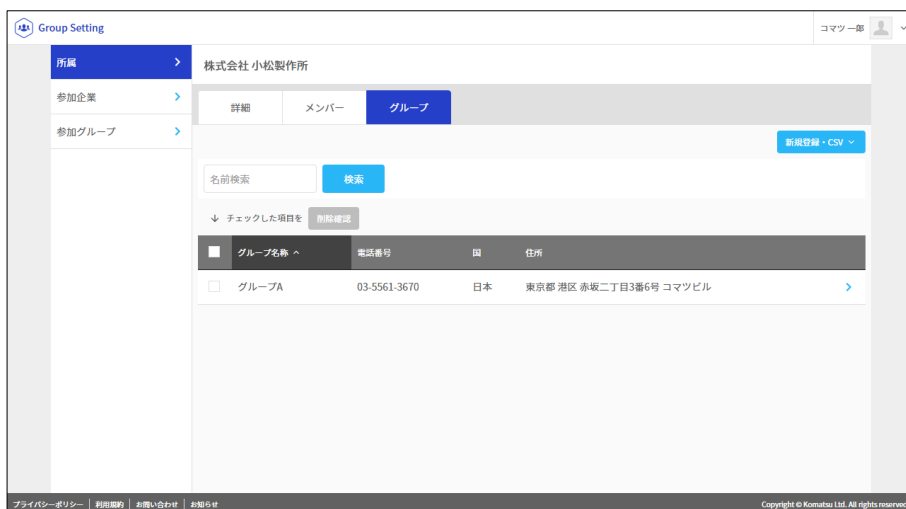 Group Setting
コマツ 一郎
所属
参加企業
参加グループ
株式会社 小松製作所
詳細 メンバー グループ
新規登録・CSV
名前検索 検索
チェックした項目を 削除確認
グループ名称 電話番号 国 住所
グループA 03-5561-3670 日本 東京都 港区 赤坂二丁目3番6号 コマツビル
プライバシーポリシー 利用規約 お問い合わせ お知らせ
Copyright © Komatsu Ltd. All rights reserved